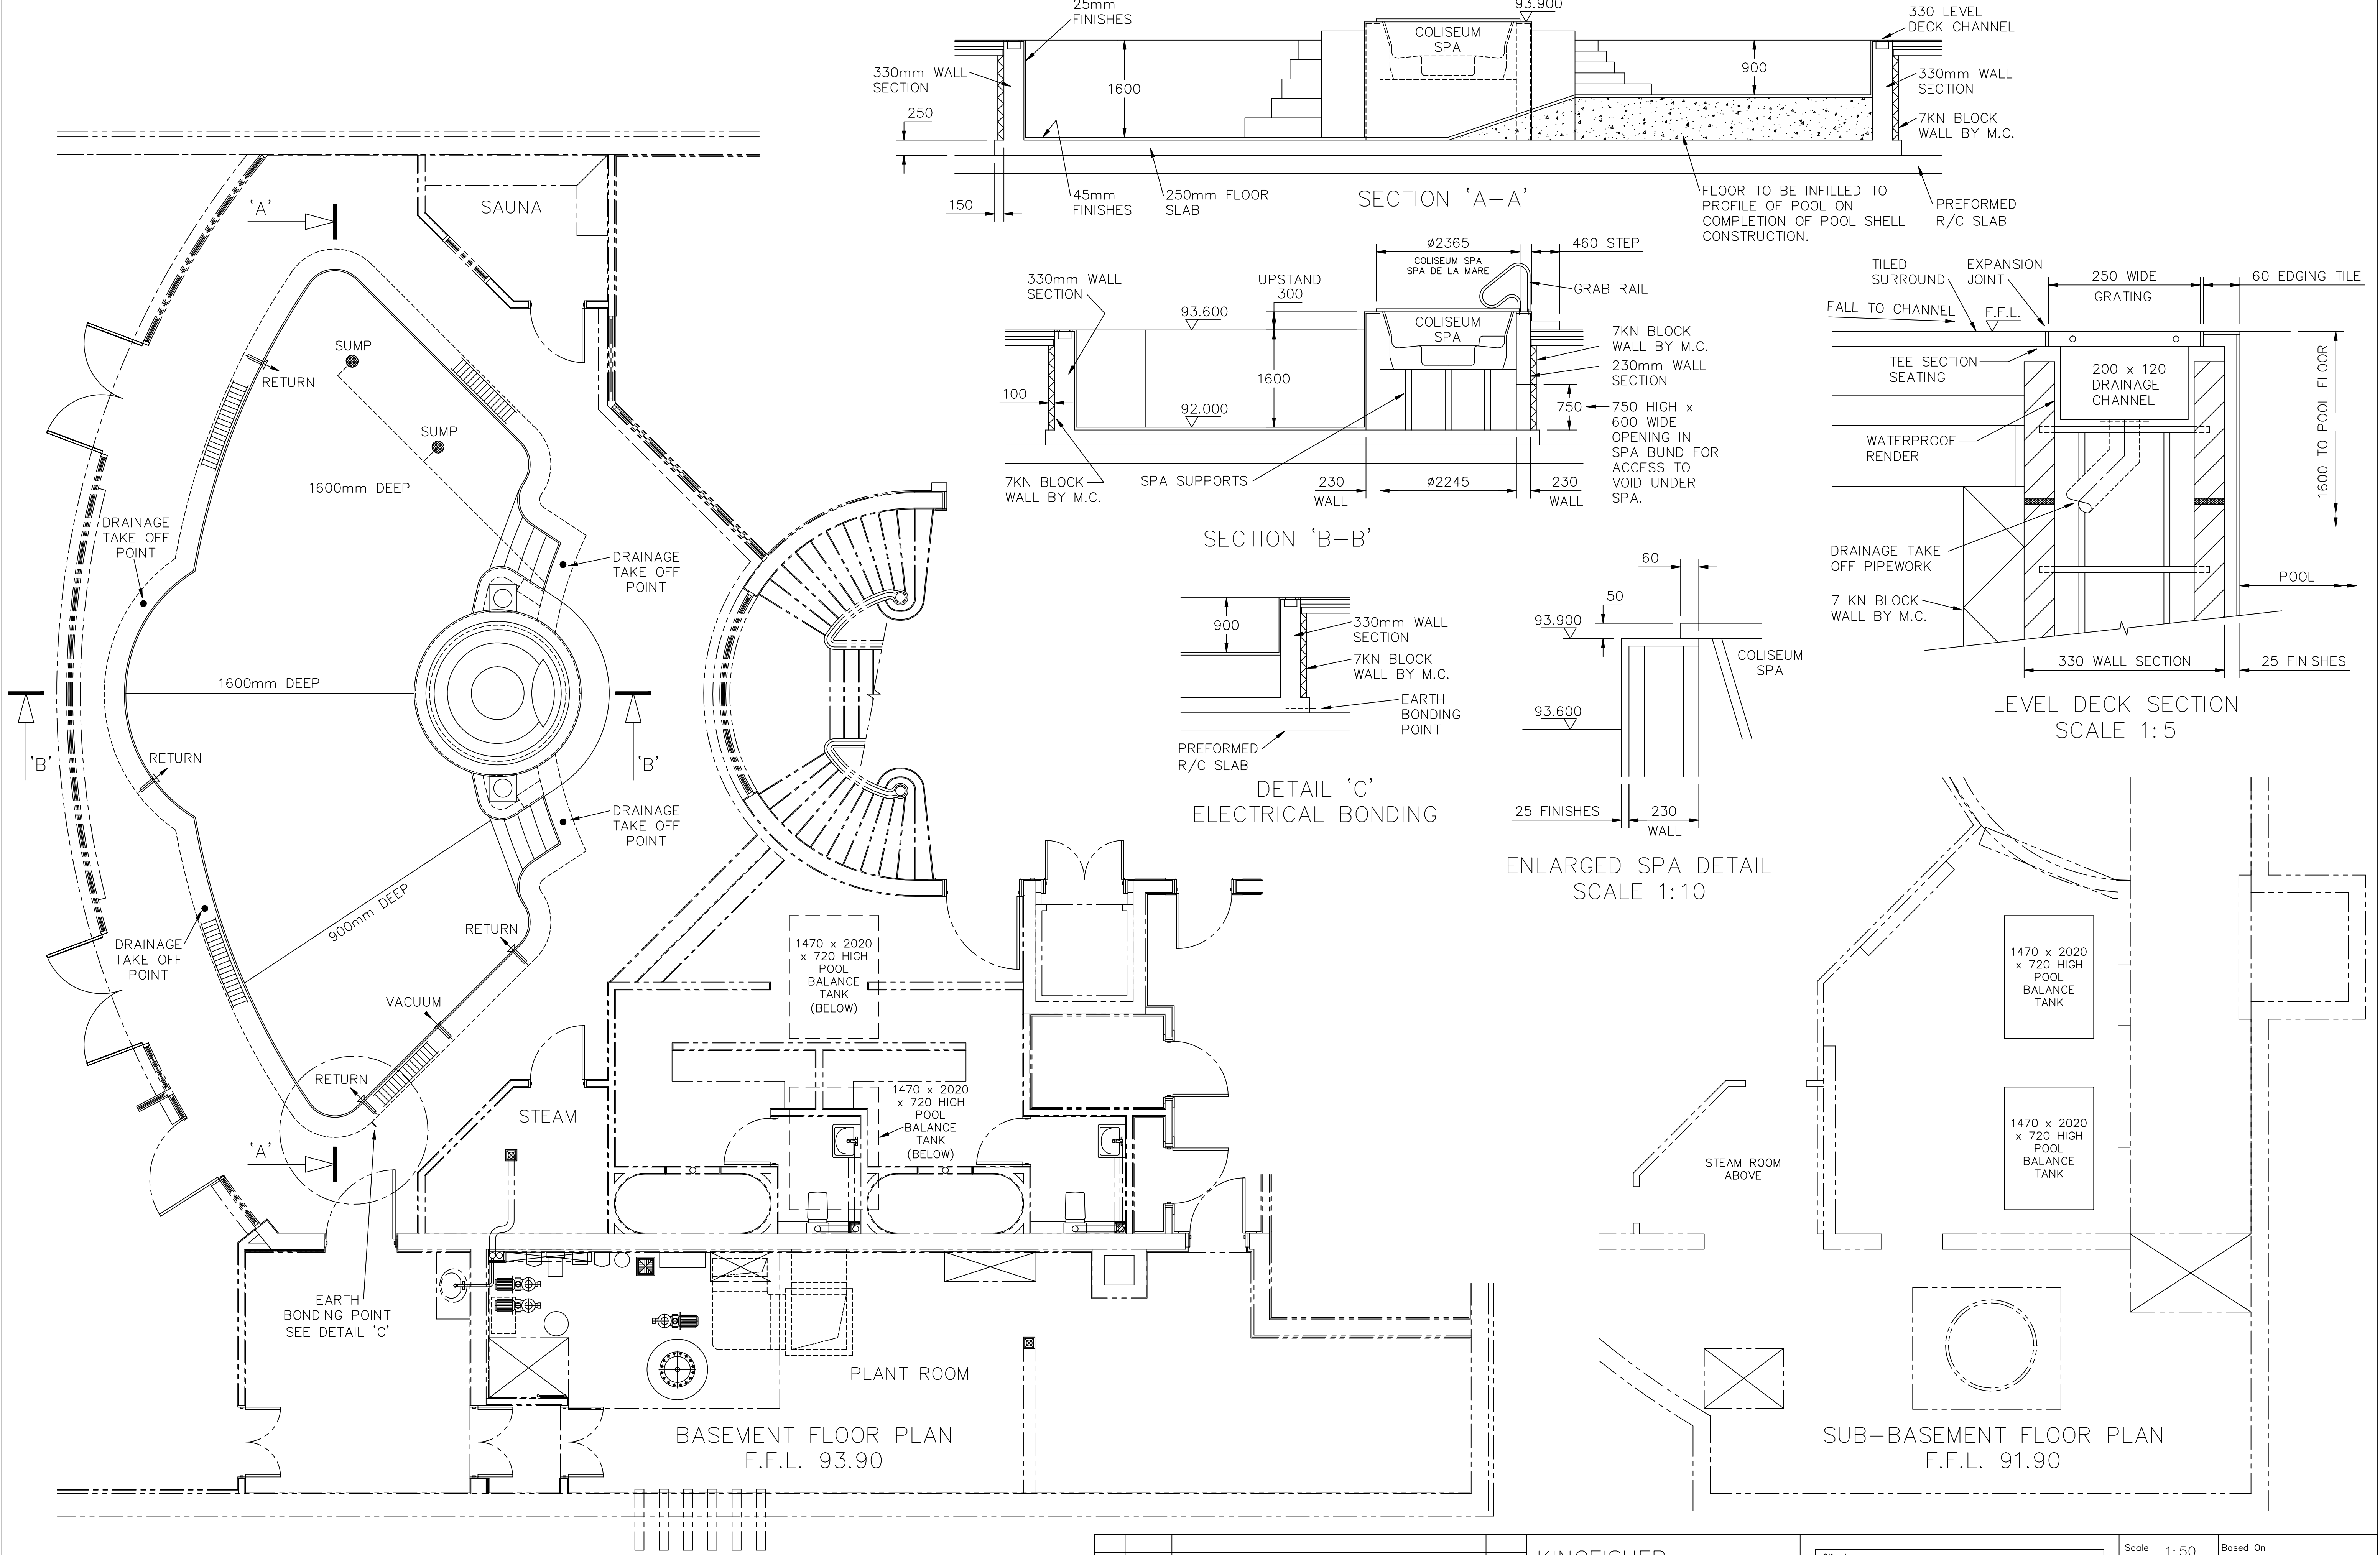 25mm
FINISHES
93.900
330 LEVEL
DECK CHANNEL
COLISEUM
SPA
330mm WALL
SECTION
1600
900
330mm WALL
SECTION
250
7KN BLOCK
WALL BY M.C.
150
45mm
FINISHES
250mm FLOOR
SLAB
SECTION 'A-A'
FLOOR TO BE INFILLED TO
PROFILE OF POOL ON
COMPLETION OF POOL SHELL
CONSTRUCTION.
PREFORMED
R/C SLAB
'A'
SAUNA
SUMP
RETURN
SUMP
1600mm DEEP
DRAINAGE
TAKE OFF
POINT
DRAINAGE
TAKE OFF
POINT
1600mm DEEP
'B'
'B'
RETURN
DRAINAGE
TAKE OFF
POINT
900mm DEEP
DRAINAGE
TAKE OFF
POINT
RETURN
VACUUM
RETURN
'A'
EARTH
BONDING POINT
SEE DETAIL 'C'
STEAM
1470 x 2020
x 720 HIGH
POOL
BALANCE
TANK
(BELOW)
1470 x 2020
x 720 HIGH
POOL
BALANCE
TANK
(BELOW)
PLANT ROOM
BASEMENT FLOOR PLAN
F.F.L. 93.90
Ø2365
COLISEUM SPA
SPA DE LA MARE
460 STEP
330mm WALL
SECTION
UPSTAND
300
GRAB RAIL
93.600
COLISEUM
SPA
7KN BLOCK
WALL BY M.C.
230mm WALL
SECTION
1600
100
92.000
750
750 HIGH x
600 WIDE
OPENING IN
SPA BUND FOR
ACCESS TO
VOID UNDER
SPA.
7KN BLOCK
WALL BY M.C.
SPA SUPPORTS
230
WALL
Ø2245
230
WALL
SECTION 'B-B'
900
330mm WALL
SECTION
7KN BLOCK
WALL BY M.C.
EARTH
BONDING
POINT
PREFORMED
R/C SLAB
DETAIL 'C'
ELECTRICAL BONDING
60
50
93.900
COLISEUM
SPA
93.600
25 FINISHES
230
WALL
ENLARGED SPA DETAIL
SCALE 1:10
TILED
SURROUND
EXPANSION
JOINT
250 WIDE
GRATING
60 EDGING TILE
FALL TO CHANNEL
F.F.L.
TEE SECTION
SEATING
200 x 120
DRAINAGE
CHANNEL
WATERPROOF
RENDER
1600 TO POOL FLOOR
DRAINAGE TAKE
OFF PIPEWORK
POOL
7 KN BLOCK
WALL BY M.C.
330 WALL SECTION
25 FINISHES
LEVEL DECK SECTION
SCALE 1:5
1470 x 2020
x 720 HIGH
POOL
BALANCE
TANK
1470 x 2020
x 720 HIGH
POOL
BALANCE
TANK
STEAM ROOM
ABOVE
SUB-BASEMENT FLOOR PLAN
F.F.L. 91.90
KINGFISHER
Scale 1:50
Based On